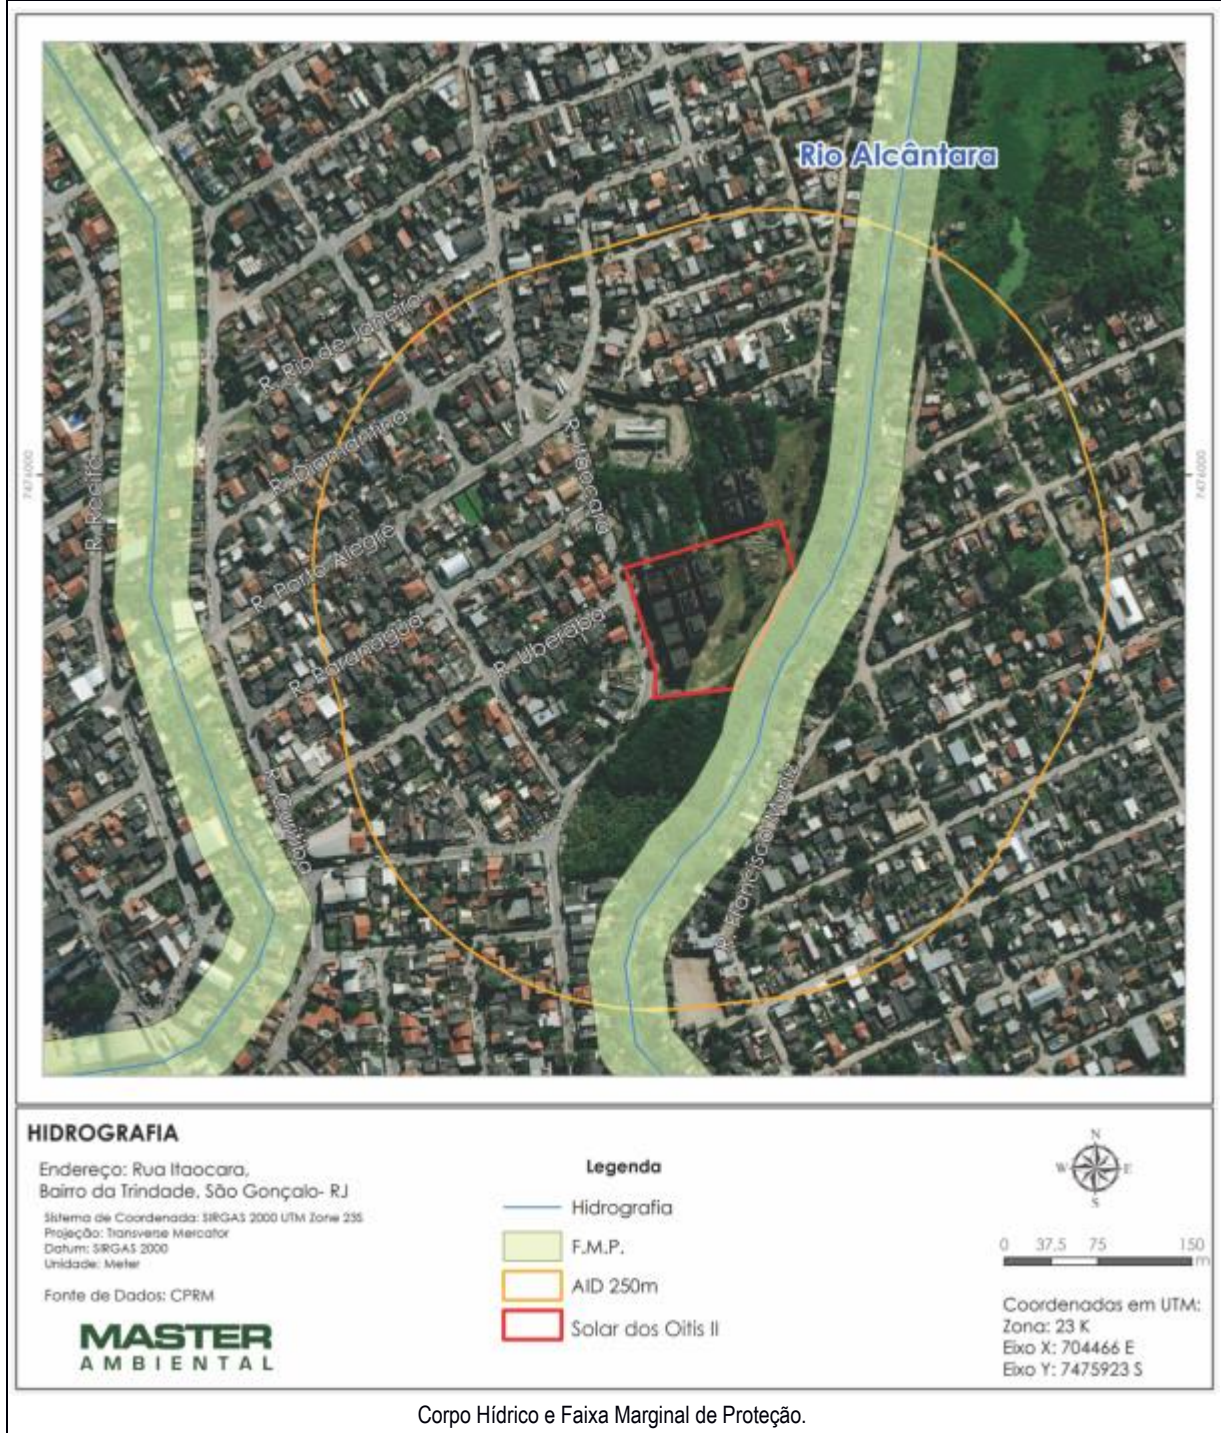 Rio Alcântara
R. Rio de Janeiro
R. Diamantina
R. Itaocara
7476000
7476000
R. Recife
R. Porto Alegre
R. Paranaguá
R. Uberaba
R. Curitiba
HIDROGRAFIA
Endereço: Rua Itaocara,
Bairro da Trindade, São Gonçalo- RJ
Sistema de Coordenada: SIRGAS 2000 UTM Zone 23S
Projeção: Transverse Mercator
Datum: SIRGAS 2000
Unidade: Meter
Fonte de Dados: CPRM
MASTER
AMBIENTAL
Legenda
Hidrografia
F.M.P.
AID 250m
Solar dos Oitis II
N
W
E
S
0 37,5 75 150
m
Coordenadas em UTM:
Zona: 23 K
Eixo X: 704466 E
Eixo Y: 7475923 S
Corpo Hídrico e Faixa Marginal de Proteção.